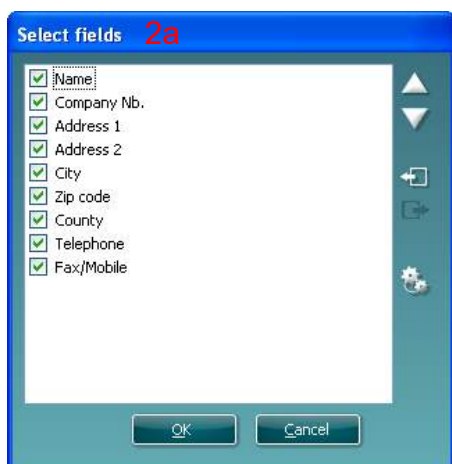 Select fields 2a
Name
Company Nb.
Address 1
Address 2
City
Zip code
County
Telephone
Fax/Mobile
OK Cancel